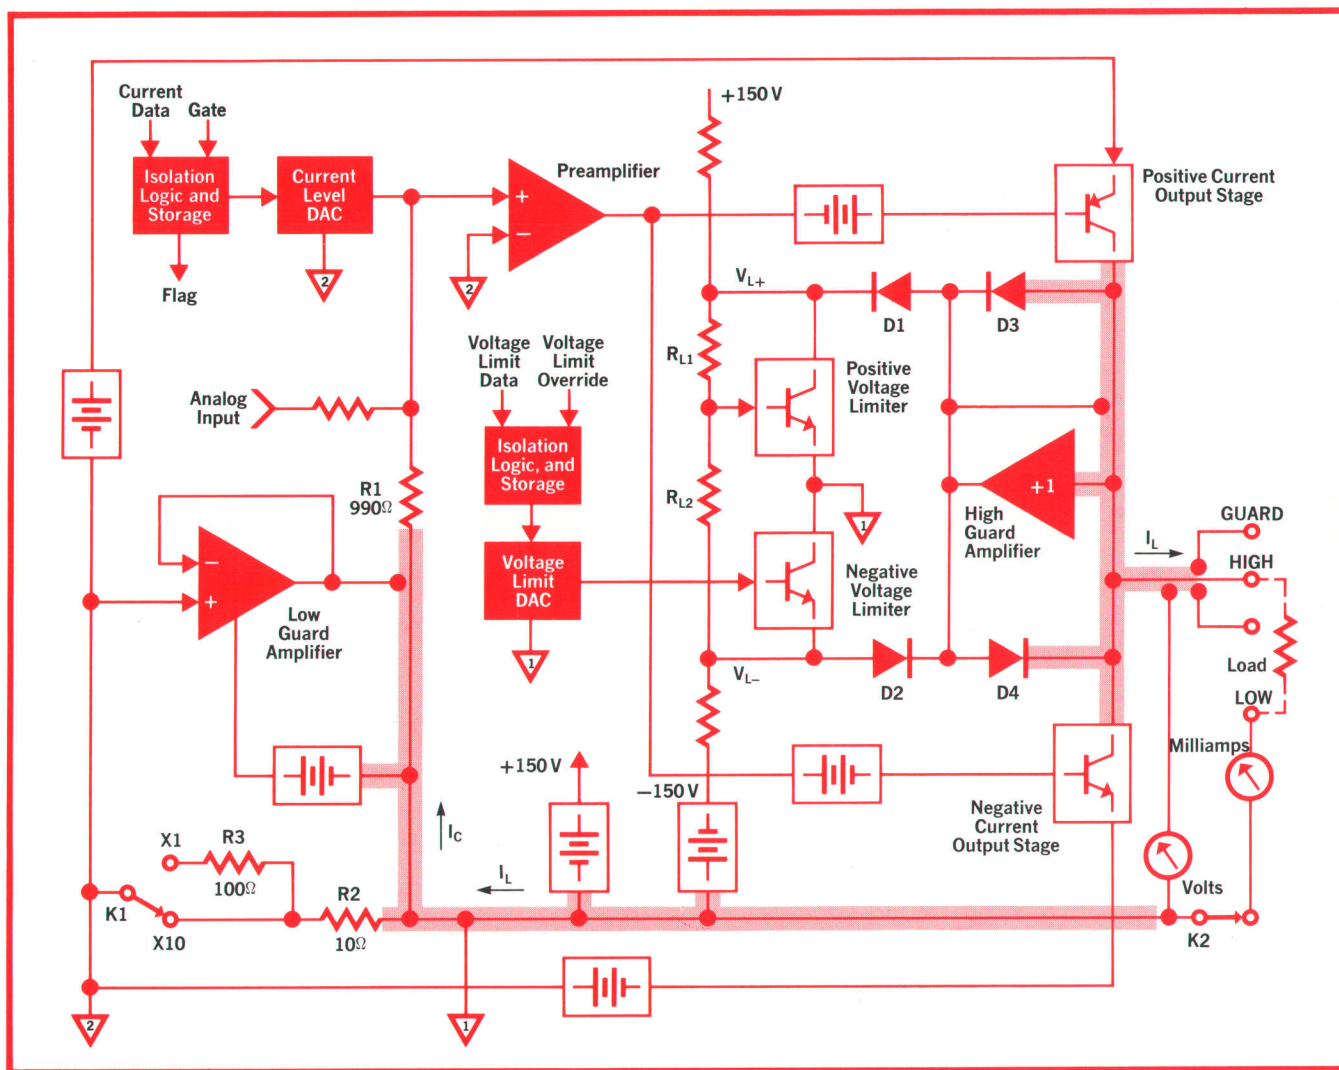 Current
Data
Gate
Isolation
Logic and
Storage
Flag
Current
Level
DAC
2
+
−
2
Preamplifier
+150 V
Positive Current
Output Stage
VL+
D1
D3
RL1
Positive
Voltage
Limiter
Voltage
Limit
Data
Voltage
Limit
Override
Analog
Input
Isolation
Logic, and
Storage
R1
990Ω
RL2
+1
High
Guard
Amplifier
1
GUARD
IL
HIGH
−
+
Low
Guard
Amplifier
Voltage
Limit
DAC
1
Negative
Voltage
Limiter
Load
VL−
D2
D4
LOW
Milliamps
+150 V
−150 V
Negative
Current
Output Stage
IC
X1
R3
100Ω
IL
Volts
K1
X10
R2
10Ω
K2
2
1